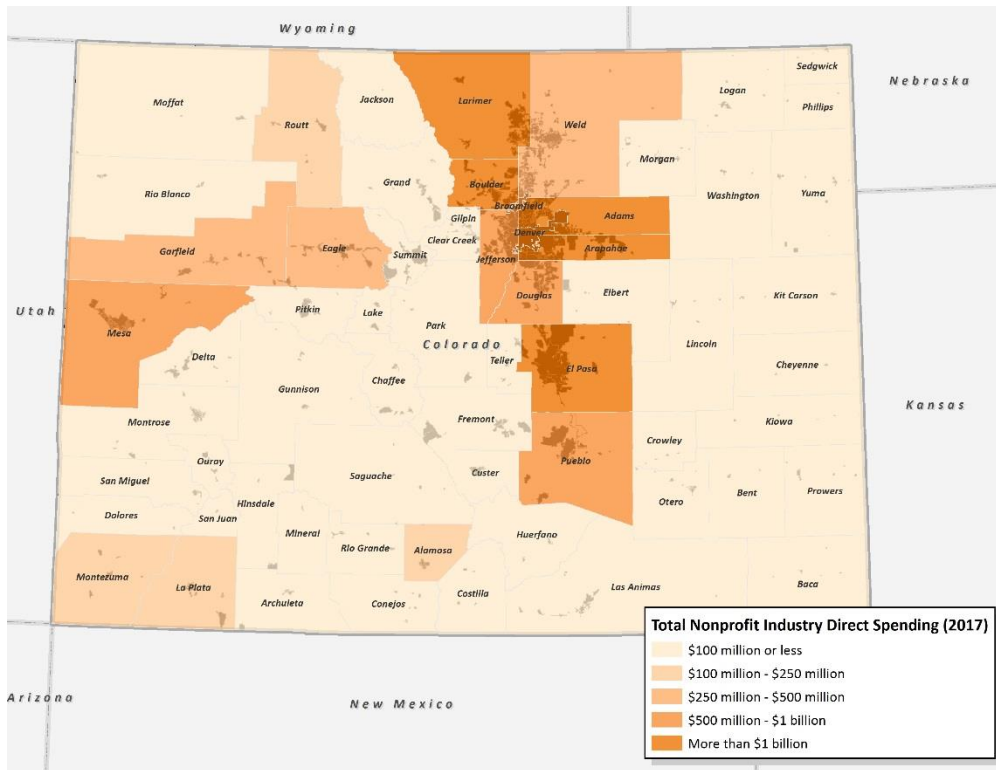 Wyoming
Nebraska
Utah
Colorado
Kansas
Arizona
New Mexico
Moffat
Routt
Jackson
Larimer
Weld
Logan
Sedgwick
Phillips
Morgan
Rio Blanco
Grand
Boulder
Broomfield
Washington
Yuma
Gilpin
Adams
Clear Creek
Denver
Arapahoe
Garfield
Eagle
Summit
Jefferson
Douglas
Elbert
Kit Carson
Mesa
Pitkin
Lake
Park
Lincoln
Delta
Teller
El Paso
Cheyenne
Gunnison
Chaffee
Montrose
Fremont
Kiowa
Crowley
Ouray
Pueblo
San Miguel
Saguache
Custer
Otero
Bent
Prowers
Dolores
San Juan
Hinsdale
Mineral
Rio Grande
Alamosa
Huerfano
Montezuma
La Plata
Archuleta
Conejos
Costilla
Las Animas
Baca
Total Nonprofit Industry Direct Spending (2017)
$100 million or less
$100 million - $250 million
$250 million - $500 million
$500 million - $1 billion
More than $1 billion